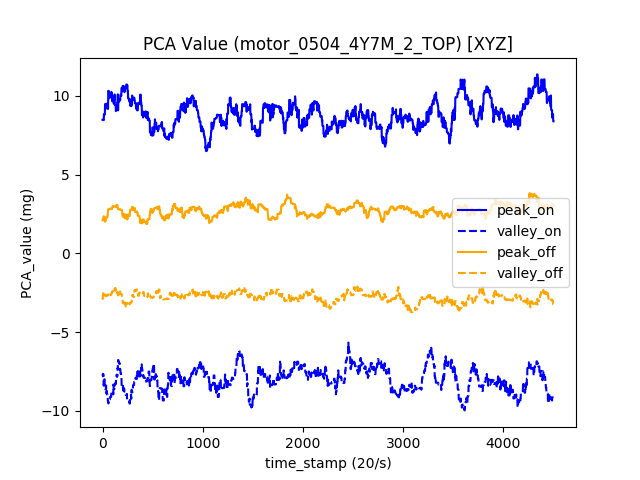 PCA Value (motor_0504_4Y7M_2_TOP) [XYZ]
10
5
0
−5
−10
PCA_value (mg)
peak_on
valley_on
peak_off
valley_off
0 1000 2000 3000 4000
time_stamp (20/s)